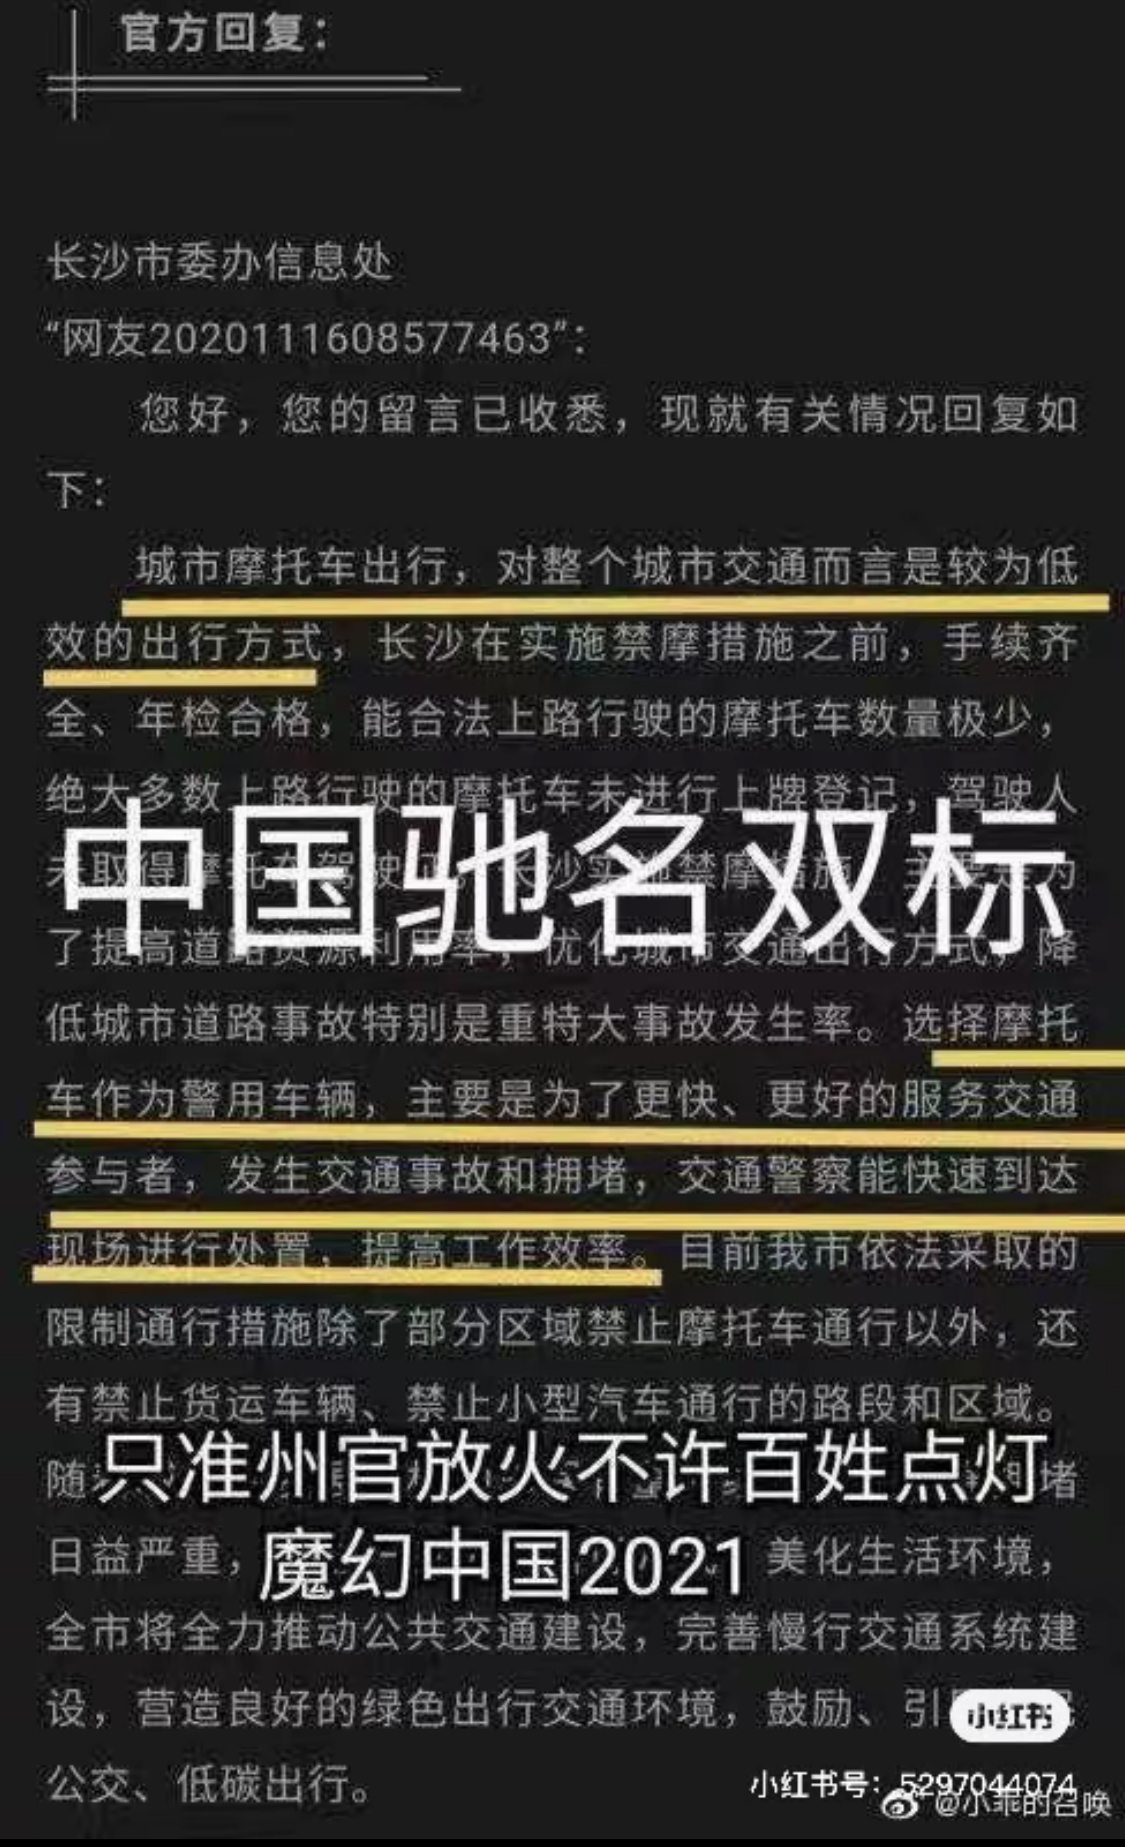 官方回复：
长沙市委办信息处
“网友2020111608577463”：
您好，您的留言已收悉，现就有关情况回复如
下：
城市摩托车出行，对整个城市交通而言是较为低
效的出行方式，长沙在实施禁摩措施之前，手续齐
全、年检合格，能合法上路行驶的摩托车数量极少，
绝大多数上路行驶的摩托车未进行上牌登记，驾驶人
中国驰名双标
未取得摩托车驾驶
了提高道路资源利用率，优化城市交通出行方式，降
低城市道路事故特别是重特大事故发生率。选择摩托
车作为警用车辆，主要是为了更快、更好的服务交通
参与者，发生交通事故和拥堵，交通警察能快速到达
现场进行处置，提高工作效率。目前我市依法采取的
限制通行措施除了部分区域禁止摩托车通行以外，还
有禁止货运车辆、禁止小型汽车通行的路段和区域。
只准州官放火不许百姓点灯
随 堵
日益严重， 美化生活环境，
魔幻中国2021
全市将全力推动公共交通建设，完善慢行交通系统建
设，营造良好的绿色出行交通环境，鼓励、引
小红书
公交、低碳出行。
小红书号：5297044074
@小乖的召唤